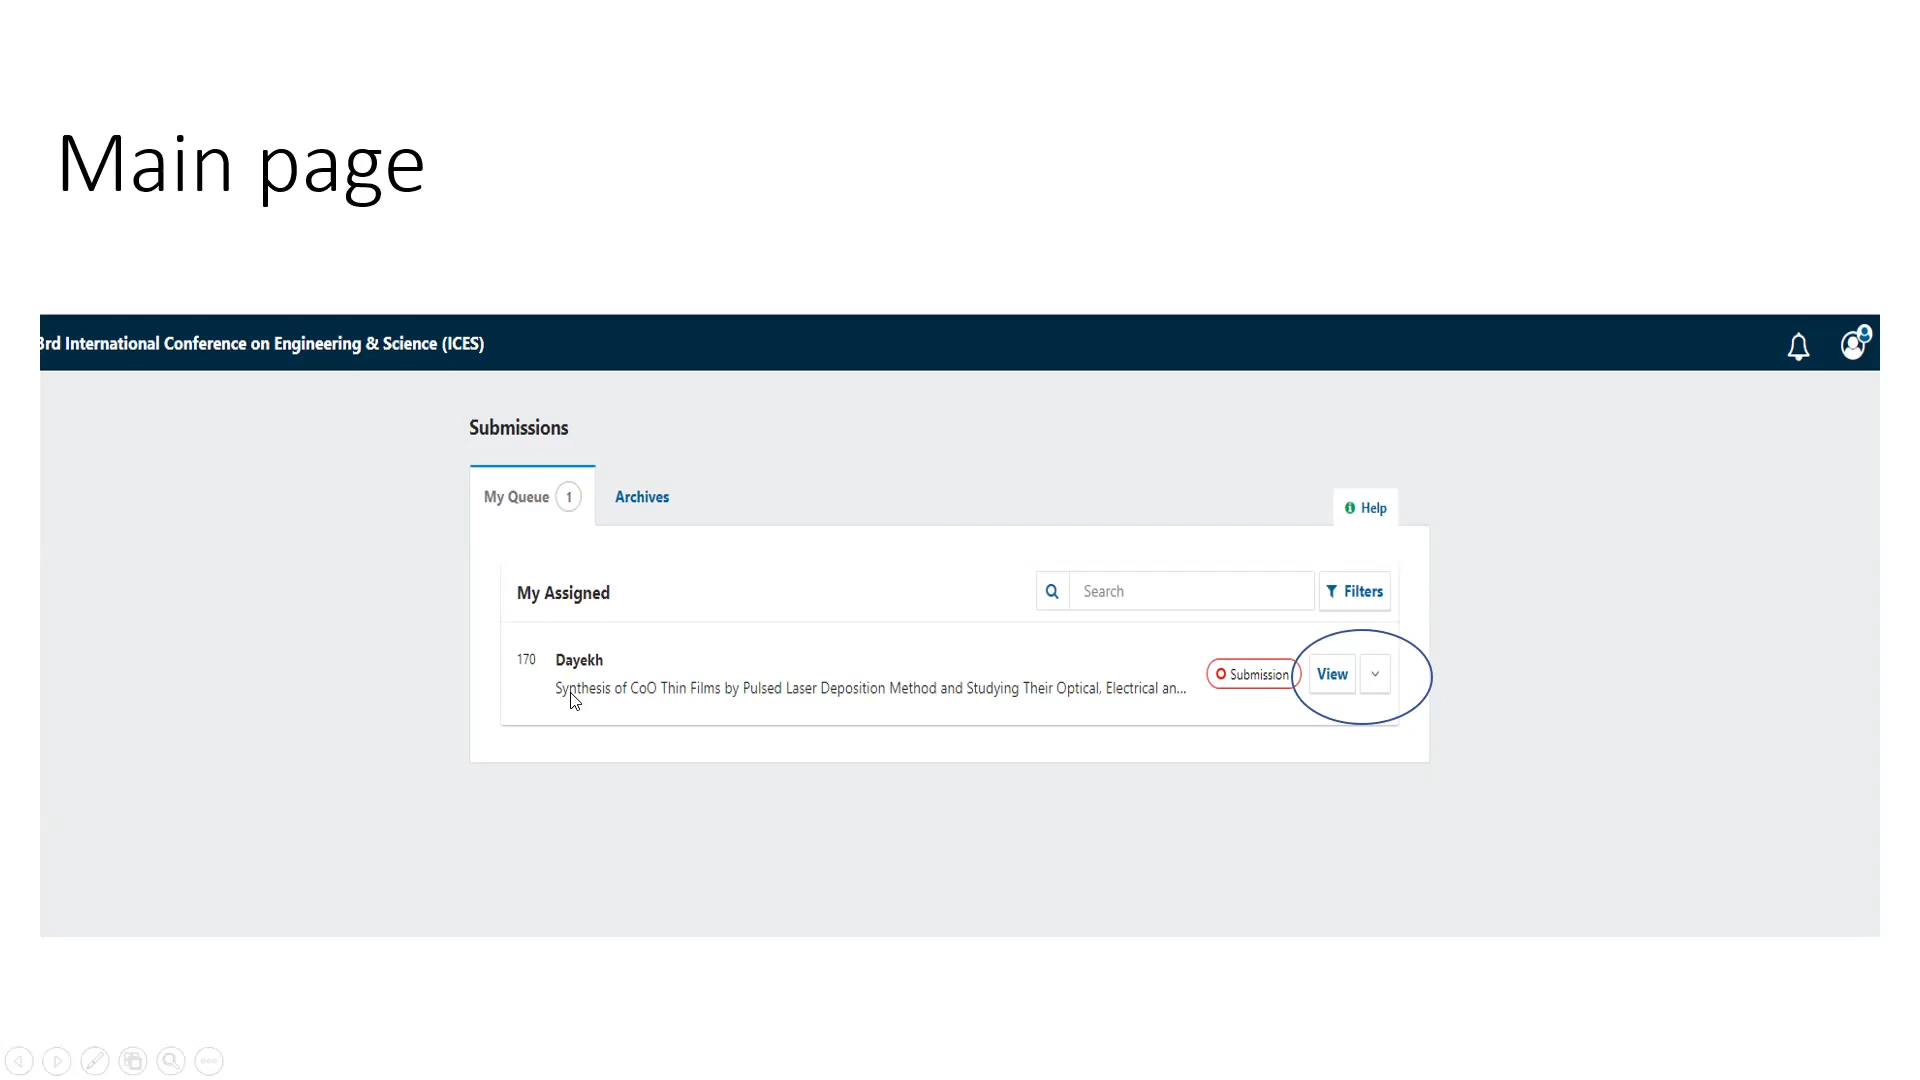 Main page
3rd International Conference on Engineering & Science (ICES)
Submissions
My Queue 1
Archives
Help
My Assigned
Search
Filters
170 Dayekh
Synthesis of CoO Thin Films by Pulsed Laser Deposition Method and Studying Their Optical, Electrical an...
Submission
View